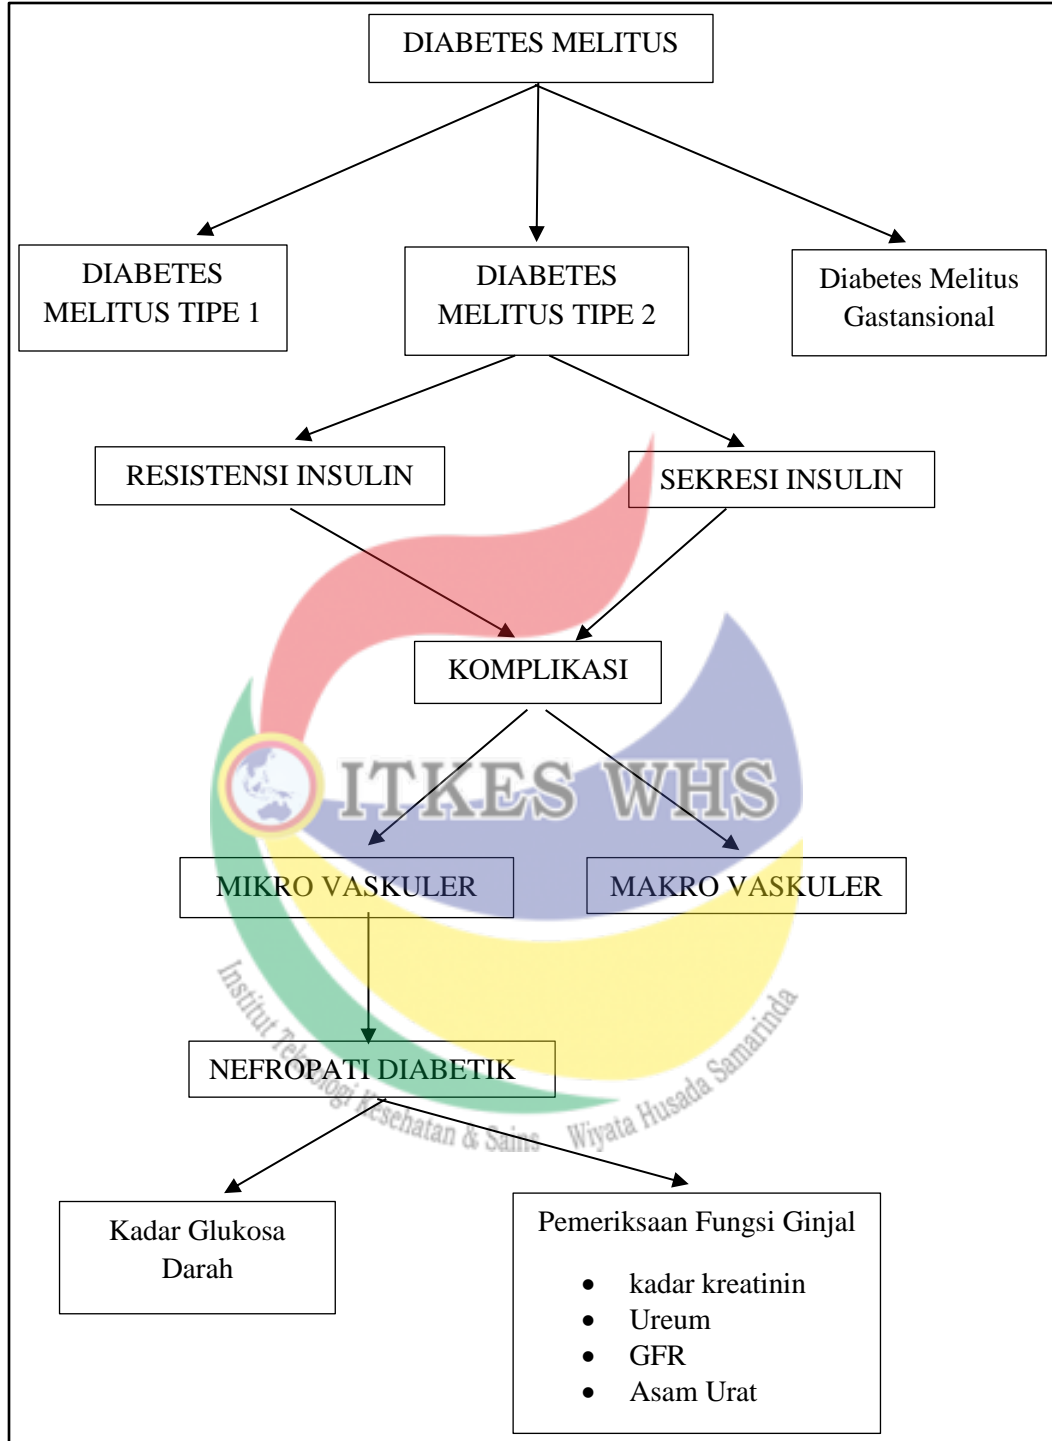 DIABETES MELITUS
DIABETES
MELITUS TIPE 1
DIABETES
MELITUS TIPE 2
Diabetes Melitus
Gastansional
RESISTENSI INSULIN
SEKRESI INSULIN
KOMPLIKASI
ITKES WHS
MIKRO VASKULER
MAKRO VASKULER
NEFROPATI DIABETIK
Institut Teknologi Kesehatan & Sains Wiyata Husada Samarinda
Kadar Glukosa
Darah
Pemeriksaan Fungsi Ginjal
• kadar kreatinin
• Ureum
• GFR
• Asam Urat